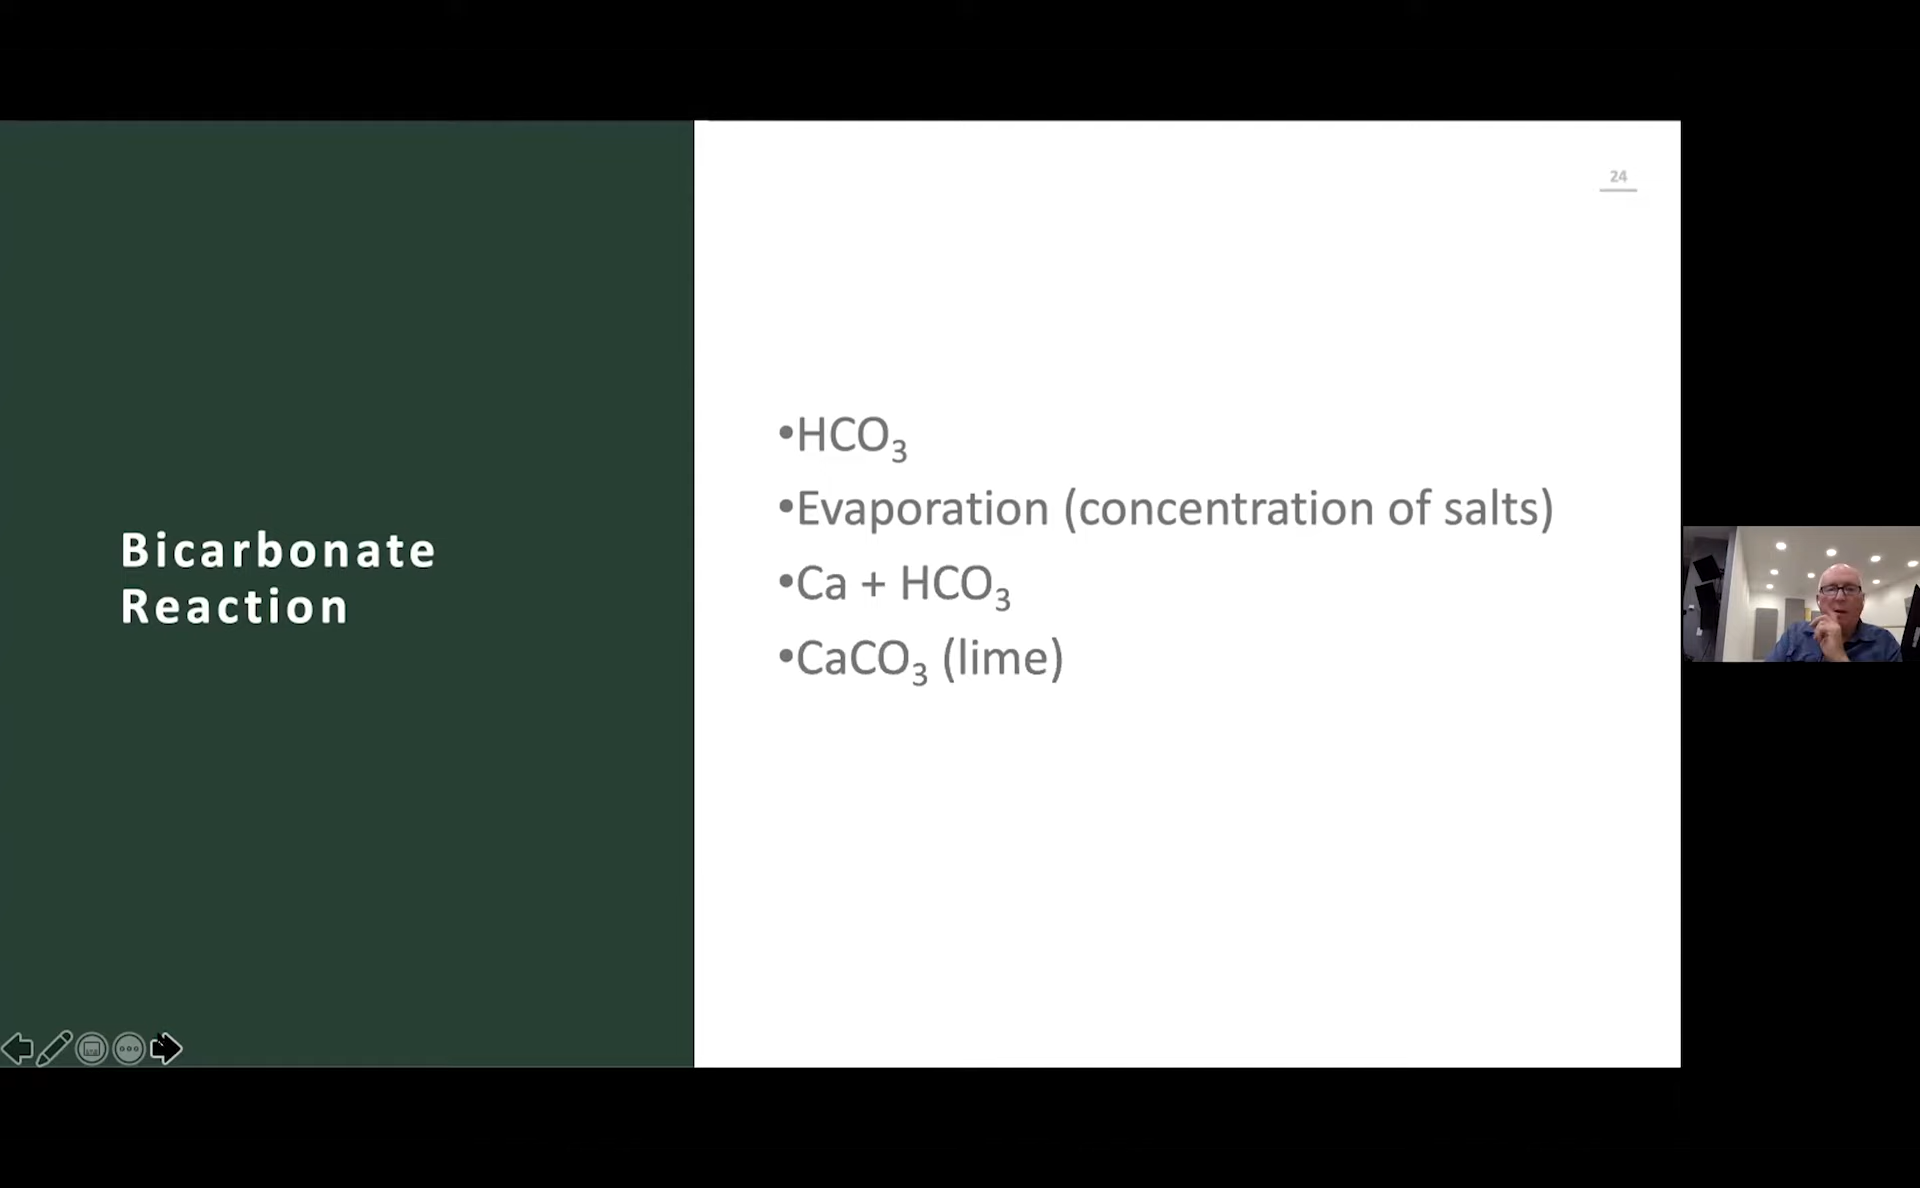 24
Bicarbonate
Reaction
•HCO₃
•Evaporation (concentration of salts)
•Ca + HCO₃
•CaCO₃ (lime)